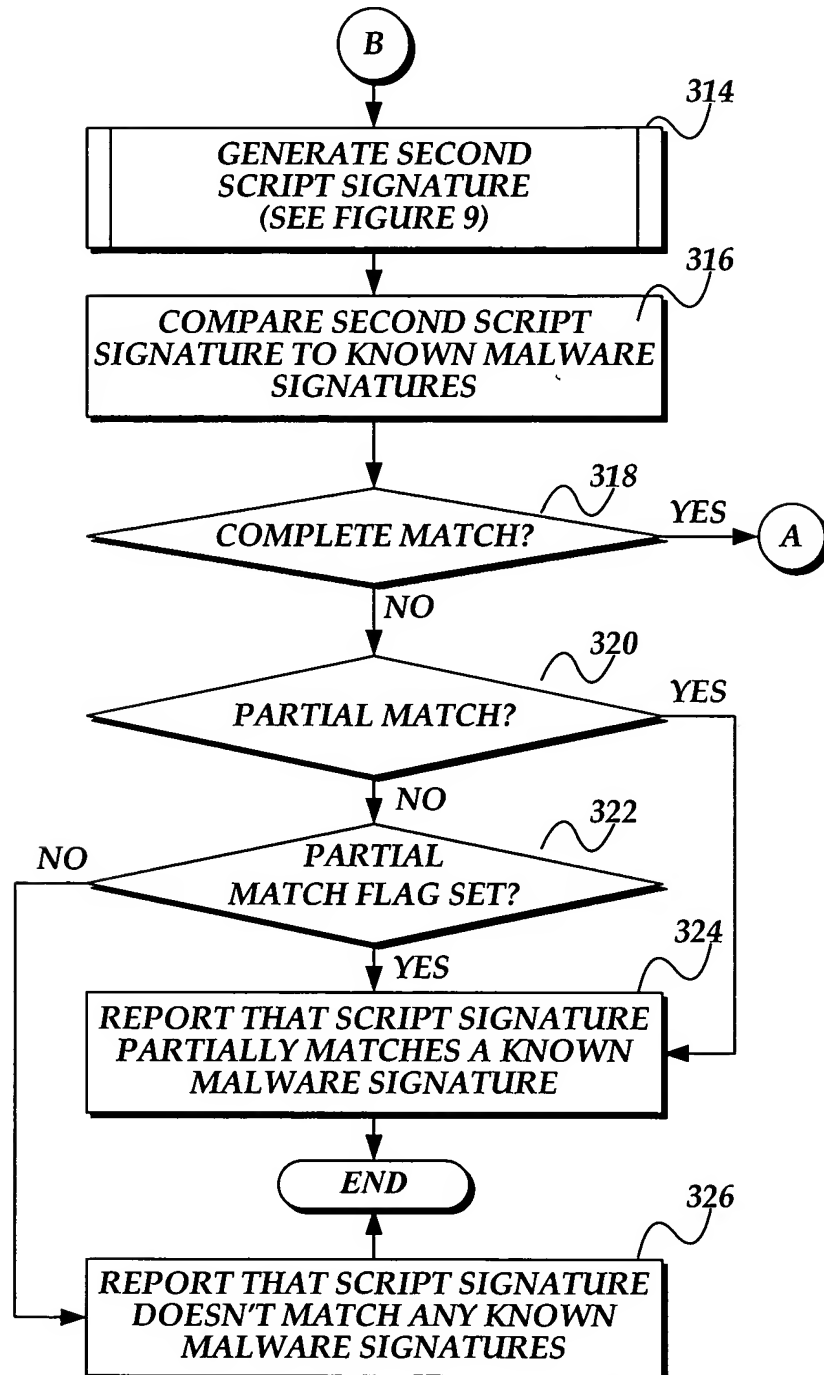 B
314
GENERATE SECOND
SCRIPT SIGNATURE
(SEE FIGURE 9)
316
COMPARE SECOND SCRIPT
SIGNATURE TO KNOWN MALWARE
SIGNATURES
318
COMPLETE MATCH?
YES
A
NO
320
PARTIAL MATCH?
YES
NO
322
NO
PARTIAL
MATCH FLAG SET?
YES
324
REPORT THAT SCRIPT SIGNATURE
PARTIALLY MATCHES A KNOWN
MALWARE SIGNATURE
END
326
REPORT THAT SCRIPT SIGNATURE
DOESN'T MATCH ANY KNOWN
MALWARE SIGNATURES